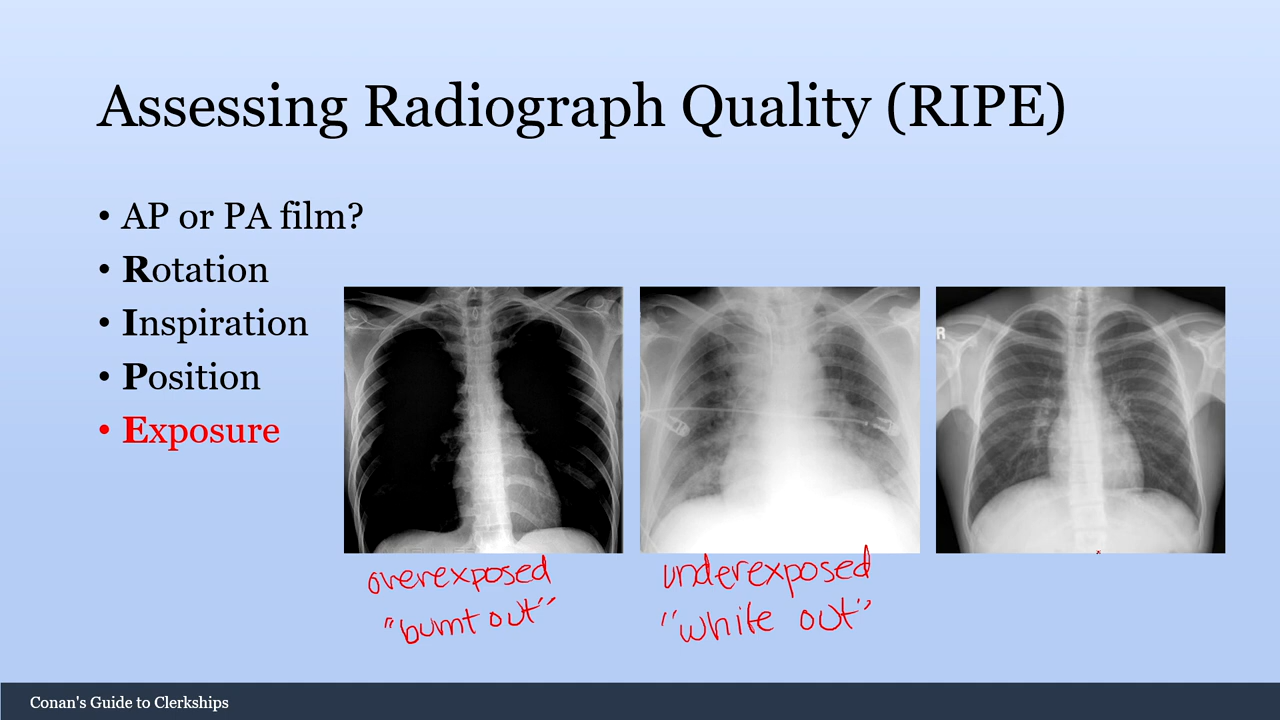 Assessing Radiograph Quality (RIPE)
• AP or PA film?
• Rotation
• Inspiration
• Position
• Exposure
R
overexposed
"burnt out"
underexposed
"white out"
Conan's Guide to Clerkships